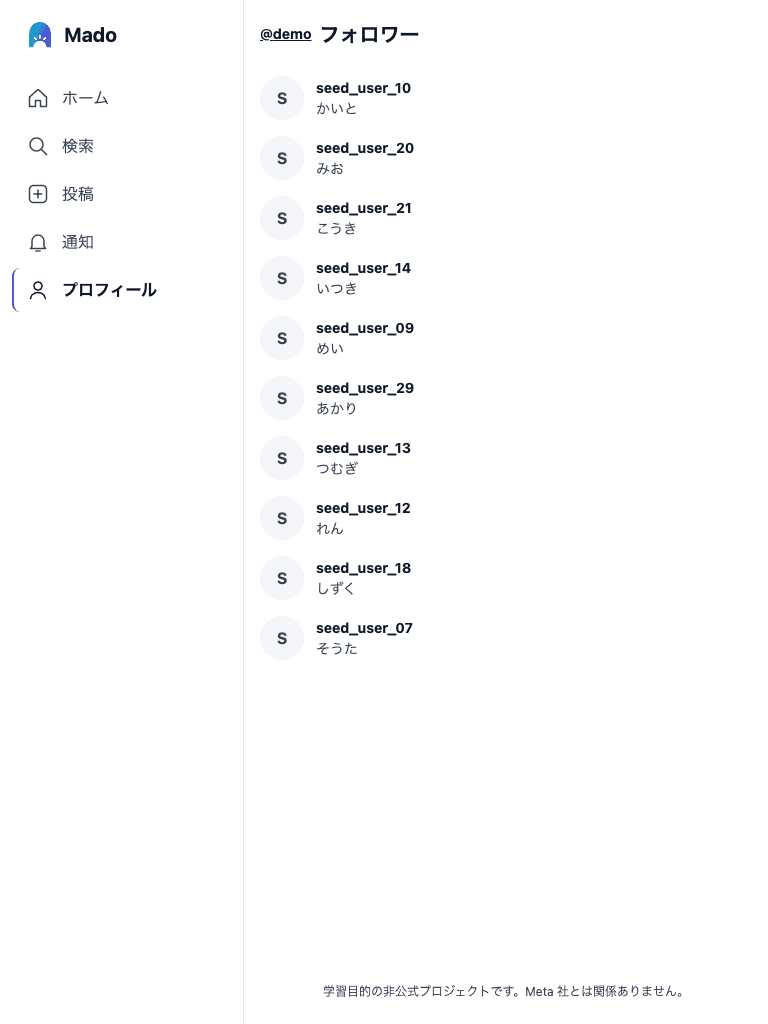 Mado
ホーム
検索
投稿
通知
プロフィール
@demo フォロワー
S
seed_user_10
かいと
S
seed_user_20
みお
S
seed_user_21
こうき
S
seed_user_14
いつき
S
seed_user_09
めい
S
seed_user_29
あかり
S
seed_user_13
つむぎ
S
seed_user_12
れん
S
seed_user_18
しずく
S
seed_user_07
そうた
学習目的の非公式プロジェクトです。Meta 社とは関係ありません。